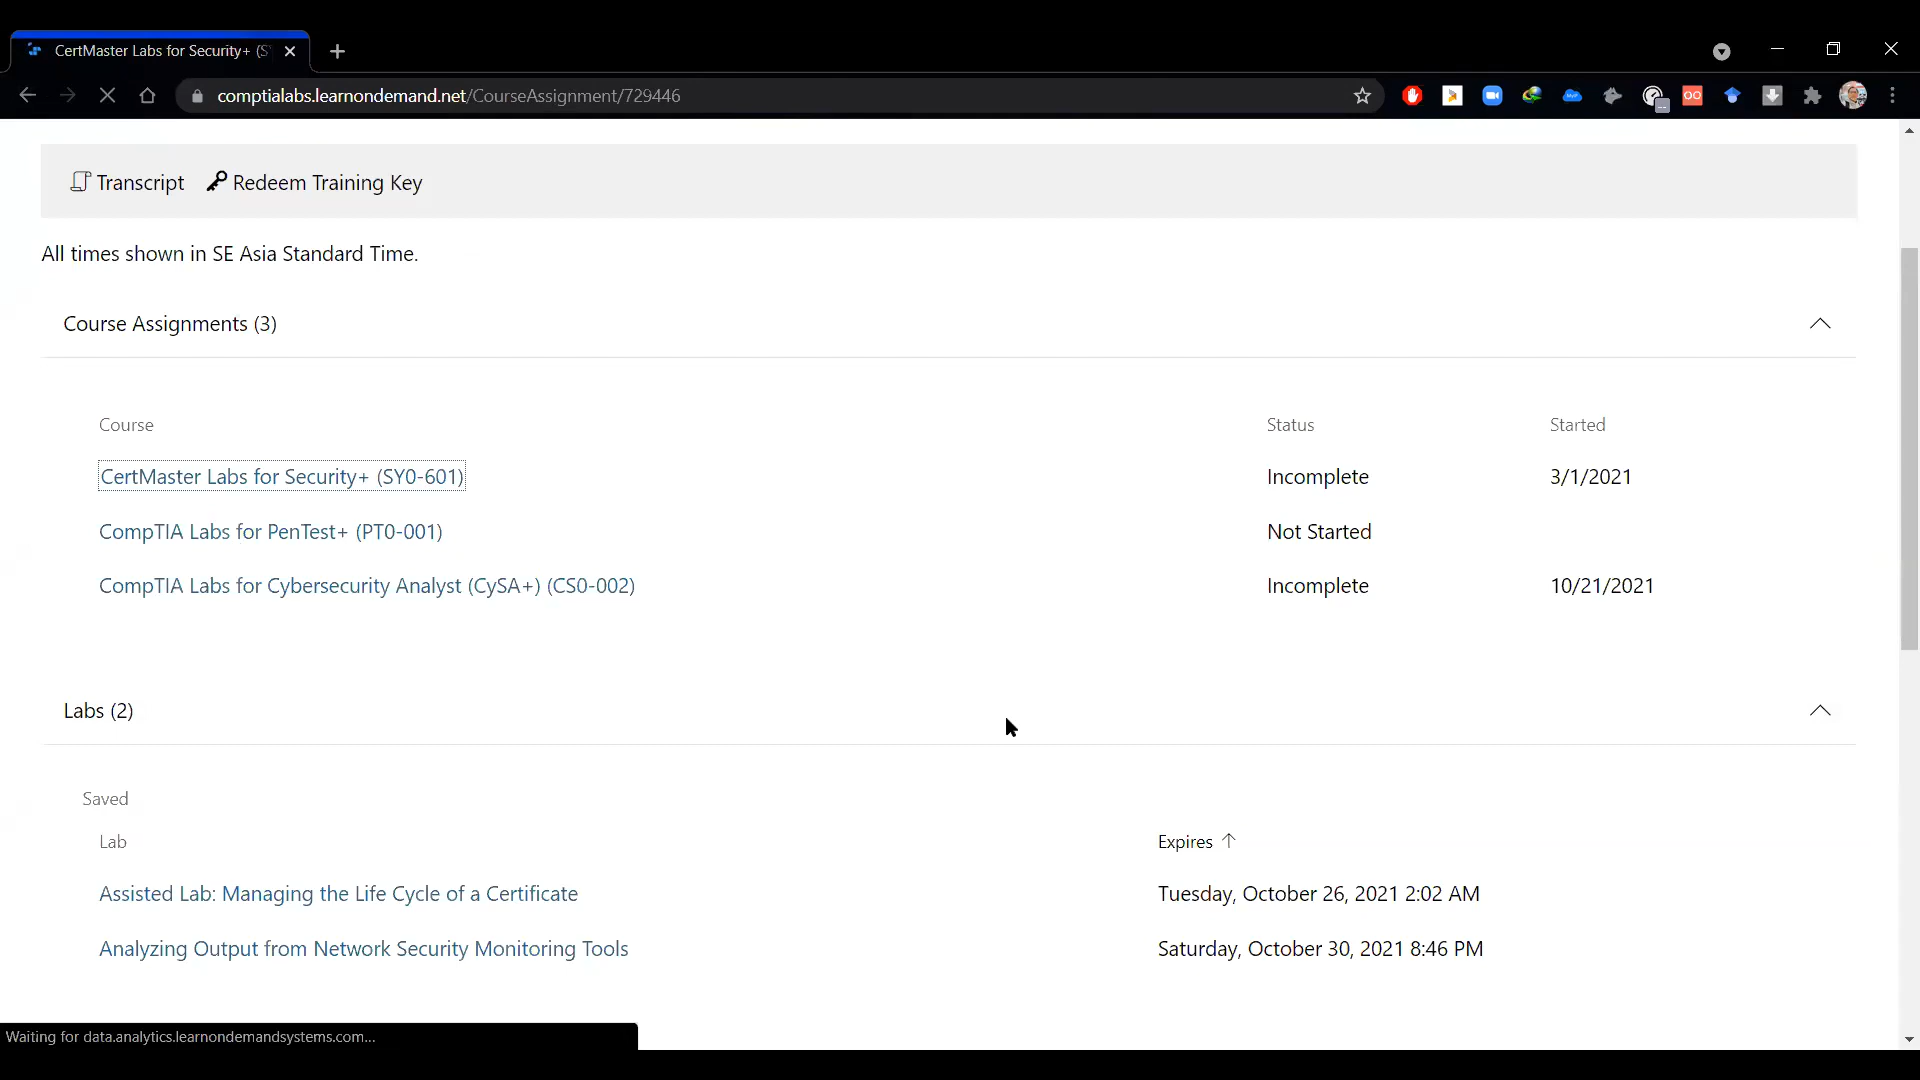 CertMaster Labs for Security+ (S
comptialabs.learnondemand.net/CourseAssignment/729446
Transcript Redeem Training Key
All times shown in SE Asia Standard Time.
Course Assignments (3)
Course Status Started
CertMaster Labs for Security+ (SY0-601) Incomplete 3/1/2021
CompTIA Labs for PenTest+ (PT0-001) Not Started
CompTIA Labs for Cybersecurity Analyst (CySA+) (CS0-002) Incomplete 10/21/2021
Labs (2)
Saved
Lab Expires
Assisted Lab: Managing the Life Cycle of a Certificate Tuesday, October 26, 2021 2:02 AM
Analyzing Output from Network Security Monitoring Tools Saturday, October 30, 2021 8:46 PM
Waiting for data.analytics.learnondemandsystems.com...